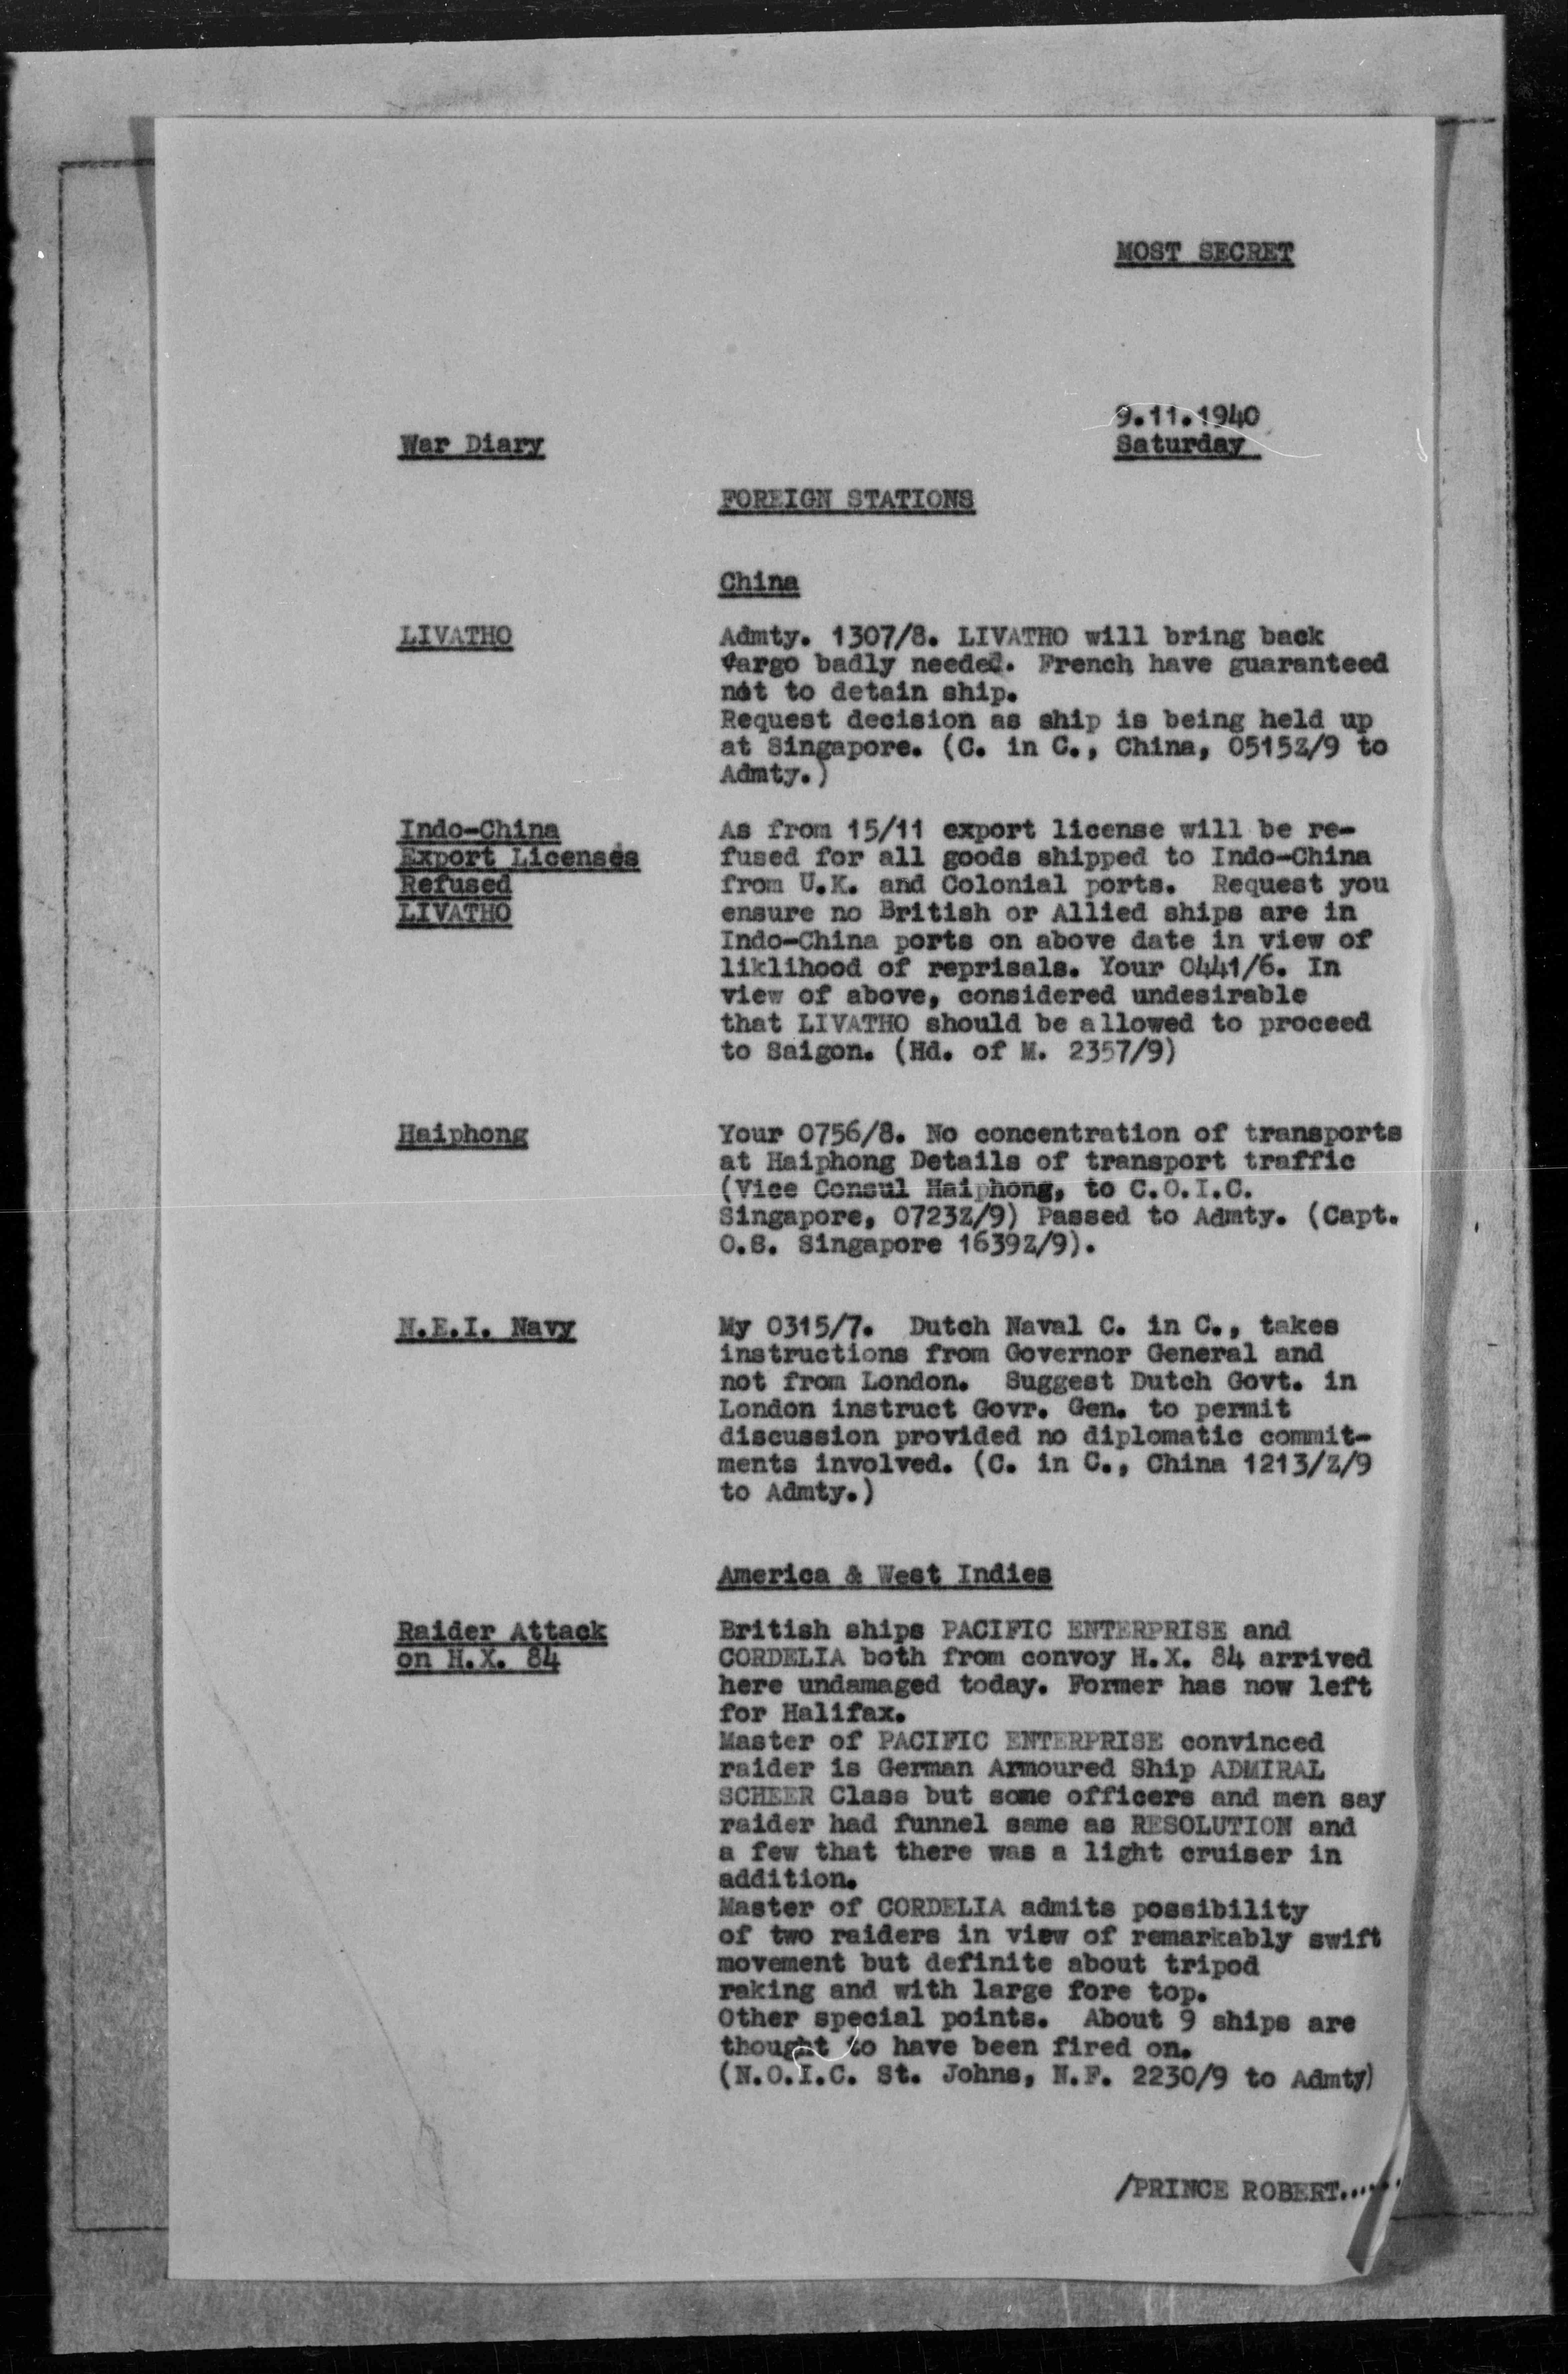 MOST SECRET
9.11.1940
War Diary
Saturday
FOREIGN STATIONS
China
LIVATHO
Admty. 1307/8. LIVATHO will bring back
cargo badly needed. French have guaranteed
not to detain ship.
Request decision as ship is being held up
at Singapore. (C. in C., China, 0515Z/9 to
Admty.)
Indo-China
Export Licenses
Refused
LIVATHO
As from 15/11 export license will be re-
fused for all goods shipped to Indo-China
from U.K. and Colonial ports. Request you
ensure no British or Allied ships are in
Indo-China ports on above date in view of
liklihood of reprisals. Your 0441/6. In
view of above, considered undesirable
that LIVATHO should be allowed to proceed
to Saigon. (Hd. of M. 2357/9)
Haiphong
Your 0756/8. No concentration of transports
at Haiphong Details of transport traffic
(Vice Consul Haiphong, to C.O.I.C.
Singapore, 0723Z/9) Passed to Admty. (Capt.
O.S. Singapore 1639Z/9).
N.E.I. Navy
My 0315/7. Dutch Naval C. in C., takes
instructions from Governor General and
not from London. Suggest Dutch Govt. in
London instruct Govr. Gen. to permit
discussion provided no diplomatic commit-
ments involved. (C. in C., China 1213/Z/9
to Admty.)
America & West Indies
Raider Attack
on H.X. 84
British ships PACIFIC ENTERPRISE and
CORDELIA both from convoy H.X. 84 arrived
here undamaged today. Former has now left
for Halifax.
Master of PACIFIC ENTERPRISE convinced
raider is German Armoured Ship ADMIRAL
SCHEER Class but some officers and men say
raider had funnel same as RESOLUTION and
a few that there was a light cruiser in
addition.
Master of CORDELIA admits possibility
of two raiders in view of remarkably swift
movement but definite about tripod
raking and with large fore top.
Other special points. About 9 ships are
thought to have been fired on.
(N.O.I.C. St. Johns, N.F. 2230/9 to Admty)
/PRINCE ROBERT......